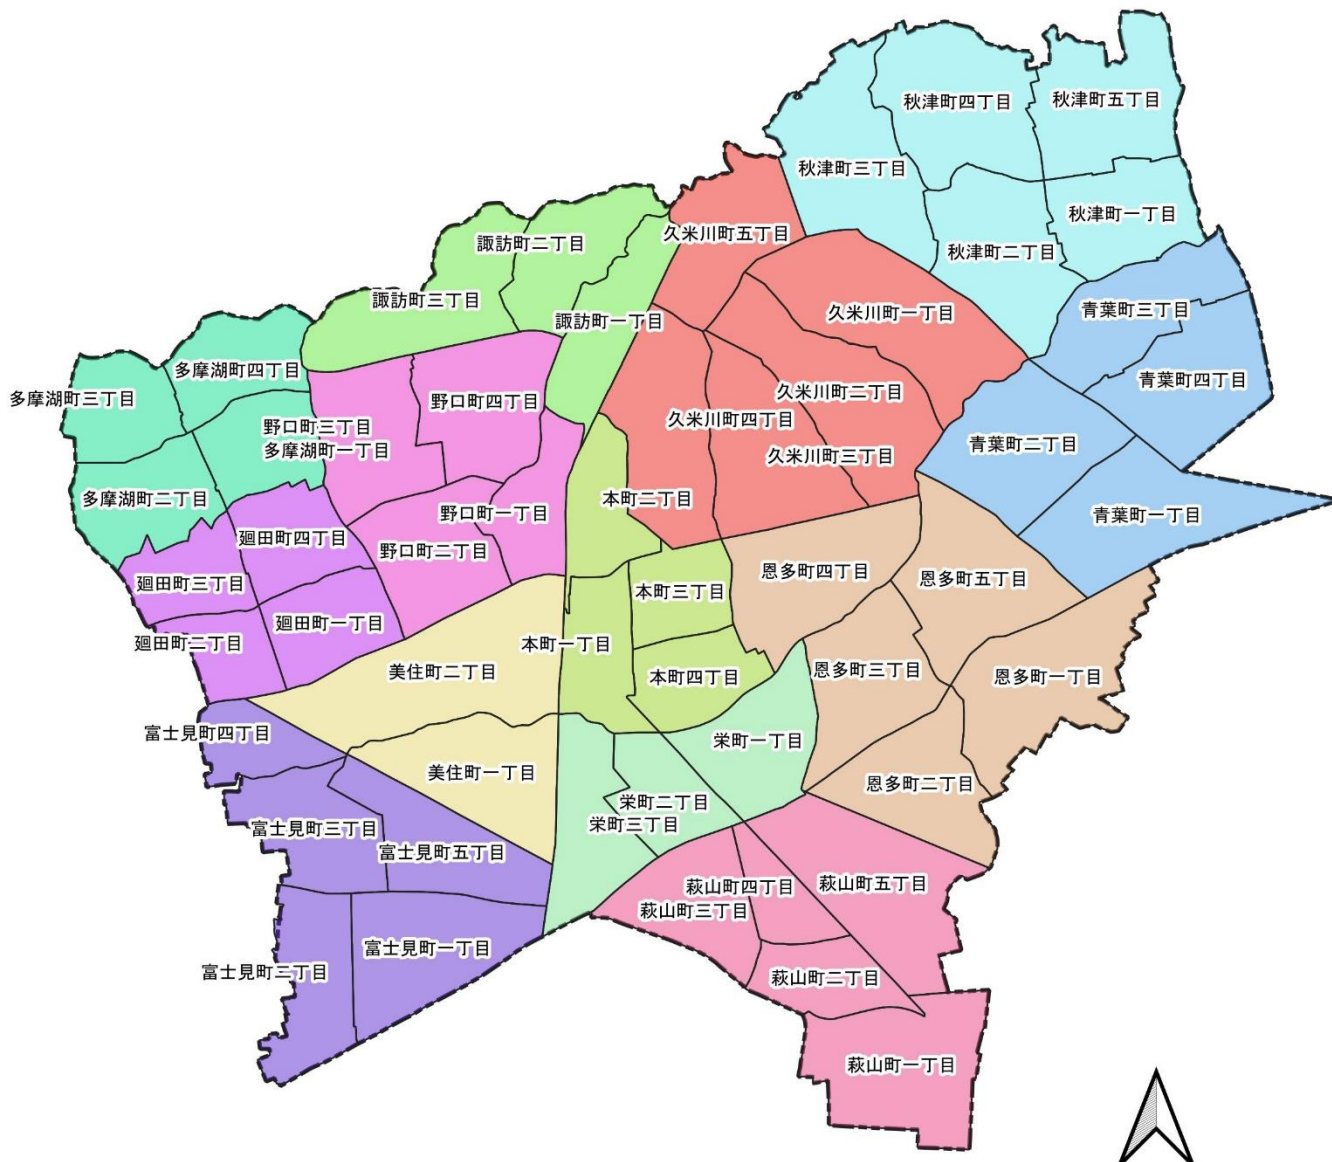 秋津町五丁目
秋津町四丁目
秋津町三丁目
秋津町一丁目
秋津町二丁目
久米川町五丁目
諏訪町二丁目
諏訪町三丁目
諏訪町一丁目
久米川町一丁目
青葉町三丁目
多摩湖町四丁目
青葉町四丁目
久米川町二丁目
多摩湖町三丁目
野口町四丁目
久米川町四丁目
野口町三丁目
多摩湖町一丁目
青葉町二丁目
久米川町三丁目
多摩湖町二丁目
本町二丁目
野口町一丁目
青葉町一丁目
廻田町四丁目
野口町二丁目
恩多町四丁目
恩多町五丁目
廻田町三丁目
本町三丁目
廻田町一丁目
廻田町二丁目
本町一丁目
美住町二丁目
恩多町三丁目
本町四丁目
恩多町一丁目
富士見町四丁目
栄町一丁目
美住町一丁目
恩多町二丁目
栄町二丁目
栄町三丁目
富士見町三丁目
富士見町五丁目
萩山町四丁目
萩山町五丁目
萩山町三丁目
富士見町一丁目
富士見町二丁目
萩山町二丁目
萩山町一丁目